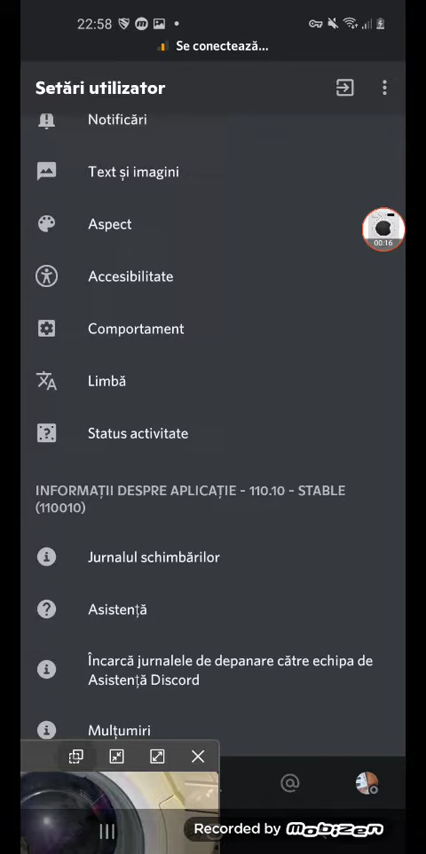 22:58
Se conectează...
Setări utilizator
Notificări
Text și imagini
Aspect
00:16
Accesibilitate
Comportament
Limbă
Status activitate
INFORMAȚII DESPRE APLICAȚIE - 110.10 - STABLE
(110010)
Jurnalul schimbărilor
Asistență
Încarcă jurnalele de depanare către echipa de
Asistență Discord
Mulțumiri
Recorded by mobizen